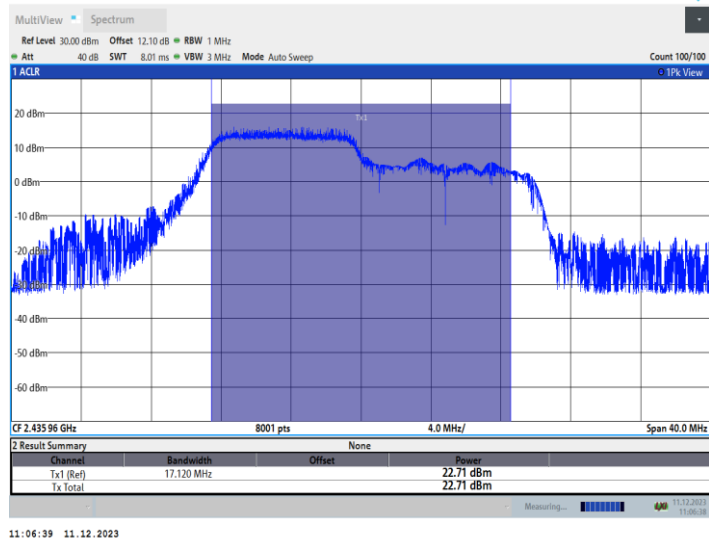 MultiView Spectrum
Ref Level 30.00 dBm Offset 12.10 dB RBW 1 MHz
Att 40 dB SWT 8.01 ms VBW 3 MHz Mode Auto Sweep Count 100/100
1 ACLR 1Pk View
Tx1
20 dBm
10 dBm
0 dBm
-10 dBm
-20 dBm
-30 dBm
-40 dBm
-50 dBm
-60 dBm
CF 2.435 96 GHz 8001 pts 4.0 MHz/ Span 40.0 MHz
2 Result Summary None
Channel Bandwidth Offset Power
Tx1 (Ref) 17.120 MHz 22.71 dBm
Tx Total 22.71 dBm
Measuring... 11.12.2023
11:06:38
11:06:39 11.12.2023